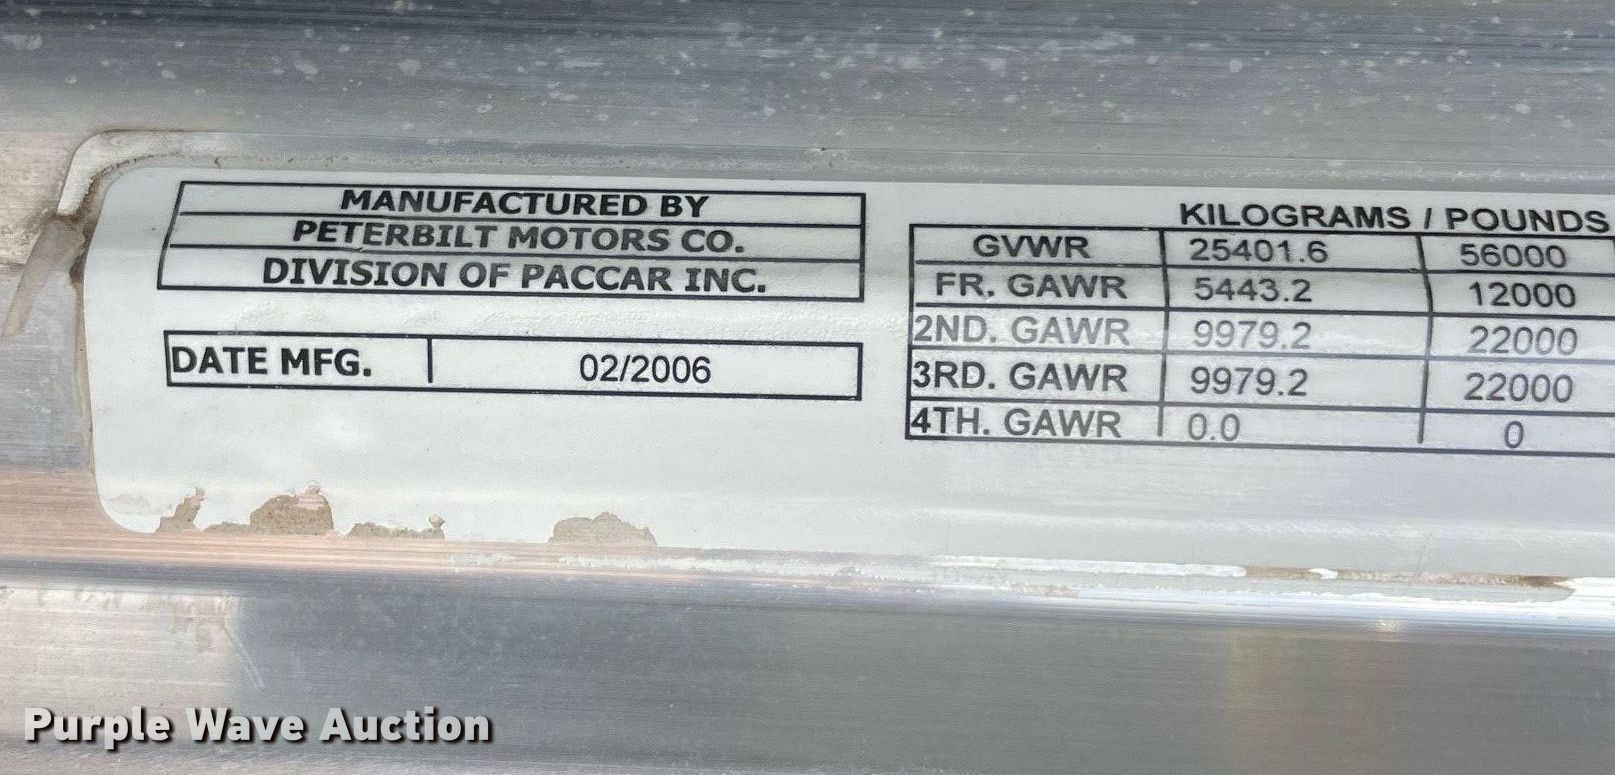 MANUFACTURED BY
PETERBILT MOTORS CO.
DIVISION OF PACCAR INC.
DATE MFG. 02/2006
KILOGRAMS / POUNDS
GVWR 25401.6 56000
FR. GAWR 5443.2 12000
2ND. GAWR 9979.2 22000
3RD. GAWR 9979.2 22000
4TH. GAWR 0.0 0
Purple Wave Auction